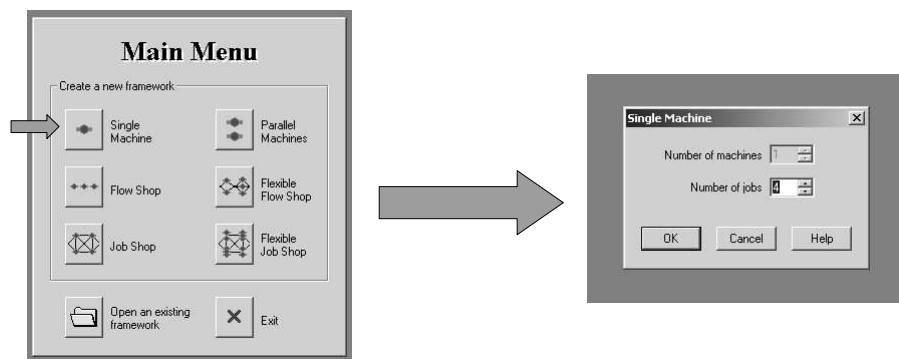 Main Menu
Create a new framework
Single
Machine
Parallel
Machines
Flow Shop
Flexible
Flow Shop
Job Shop
Flexible
Job Shop
Open an existing
framework
Exit
Single Machine
Number of machines 1
Number of jobs 4
OK Cancel Help